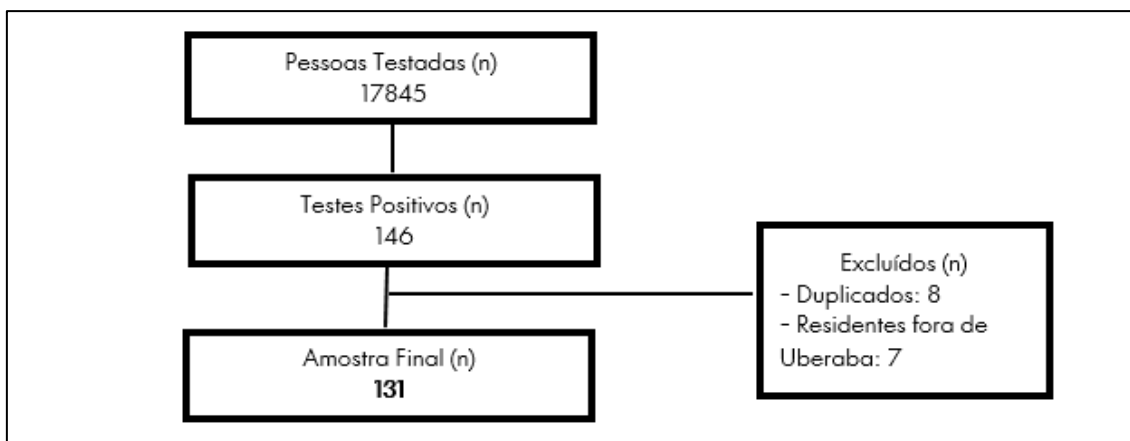 Pessoas Testadas (n)
17845
Testes Positivos (n)
146
Excluídos (n)
- Duplicados: 8
- Residentes fora de
Uberaba: 7
Amostra Final (n)
131